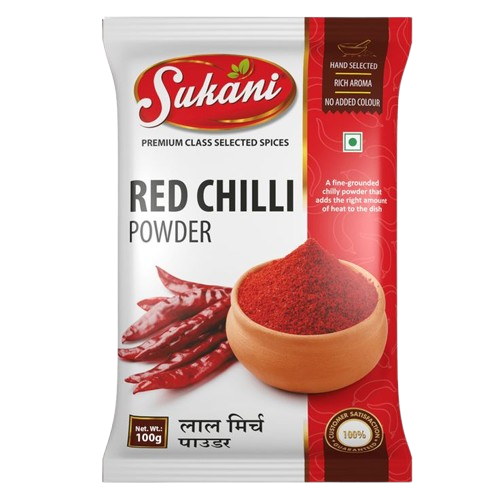 Sukani
PREMIUM CLASS SELECTED SPICES
HAND SELECTED
RICH AROMA
NO ADDED COLOUR
RED CHILLI
POWDER
A fine-grounded
chilly powder that
adds the right amount
of heat to the dish
Net. Wt.:
100g
लाल मिर्च
पाउडर
CUSTOMER SATISFACTION
100%
GUARANTEED